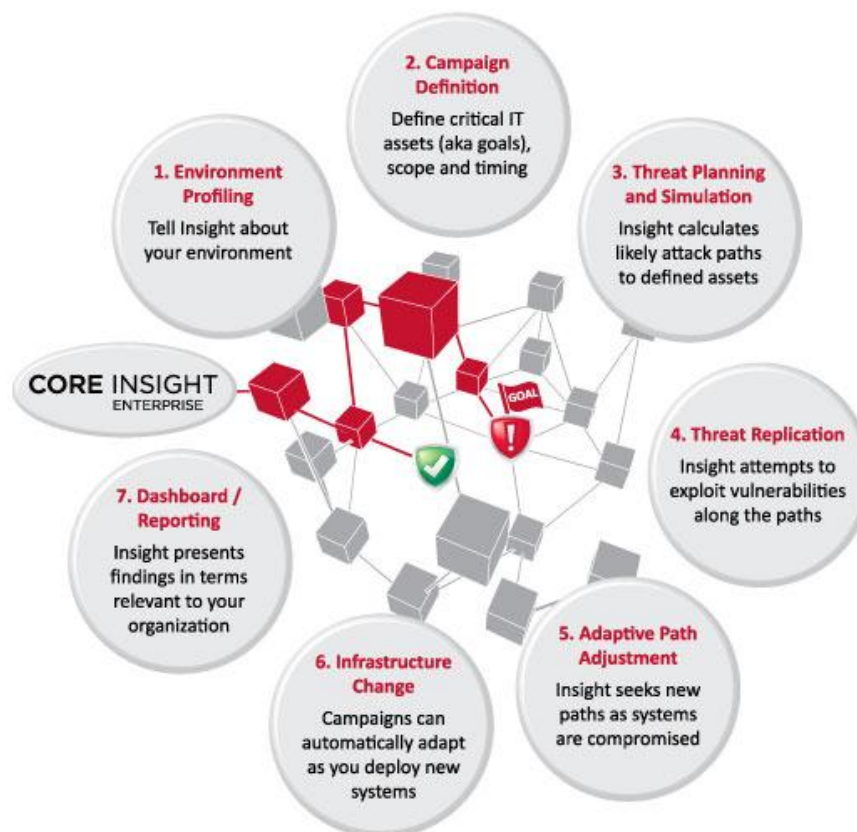 2. Campaign
Definition
Define critical IT
assets (aka goals),
scope and timing
1. Environment
Profiling
Tell Insight about
your environment
3. Threat Planning
and Simulation
Insight calculates
likely attack paths
to defined assets
CORE INSIGHT
ENTERPRISE
GOAL
!
4. Threat Replication
Insight attempts to
exploit vulnerabilities
along the paths
7. Dashboard /
Reporting
Insight presents
findings in terms
relevant to your
organization
5. Adaptive Path
Adjustment
Insight seeks new
paths as systems
are compromised
6. Infrastructure
Change
Campaigns can
automatically adapt
as you deploy new
systems